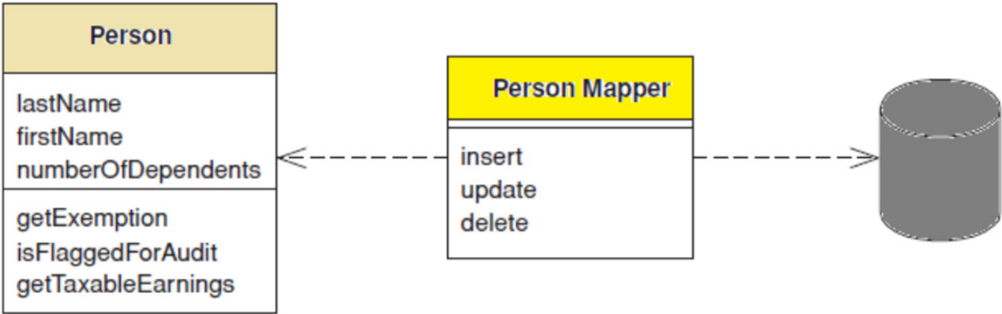 Person
lastName
firstName
numberOfDependents
getExemption
isFlaggedForAudit
getTaxableEarnings
Person Mapper
insert
update
delete